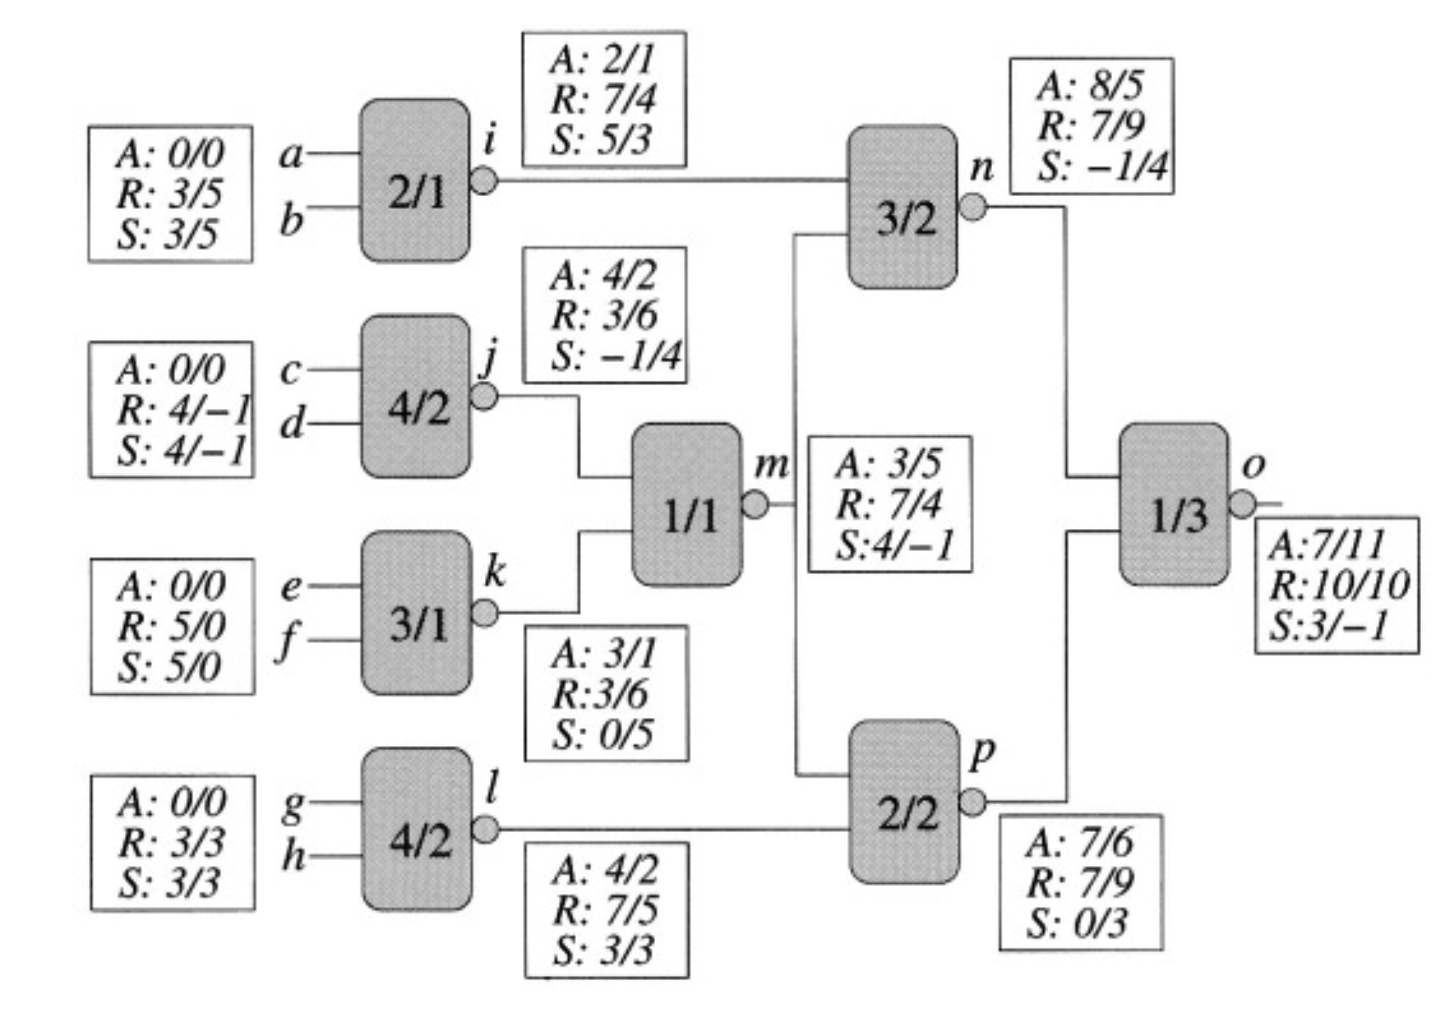 A: 2/1
R: 7/4
S: 5/3
A: 8/5
R: 7/9
S: −1/4
A: 0/0
R: 3/5
S: 3/5
a
b
2/1
i
3/2
n
A: 4/2
R: 3/6
S: −1/4
A: 0/0
R: 4/−1
S: 4/−1
c
d
4/2
j
1/1
m
A: 3/5
R: 7/4
S:4/−1
1/3
o
A:7/11
R:10/10
S:3/−1
A: 0/0
R: 5/0
S: 5/0
e
f
3/1
k
A: 3/1
R:3/6
S: 0/5
A: 0/0
R: 3/3
S: 3/3
g
h
4/2
l
2/2
p
A: 4/2
R: 7/5
S: 3/3
A: 7/6
R: 7/9
S: 0/3